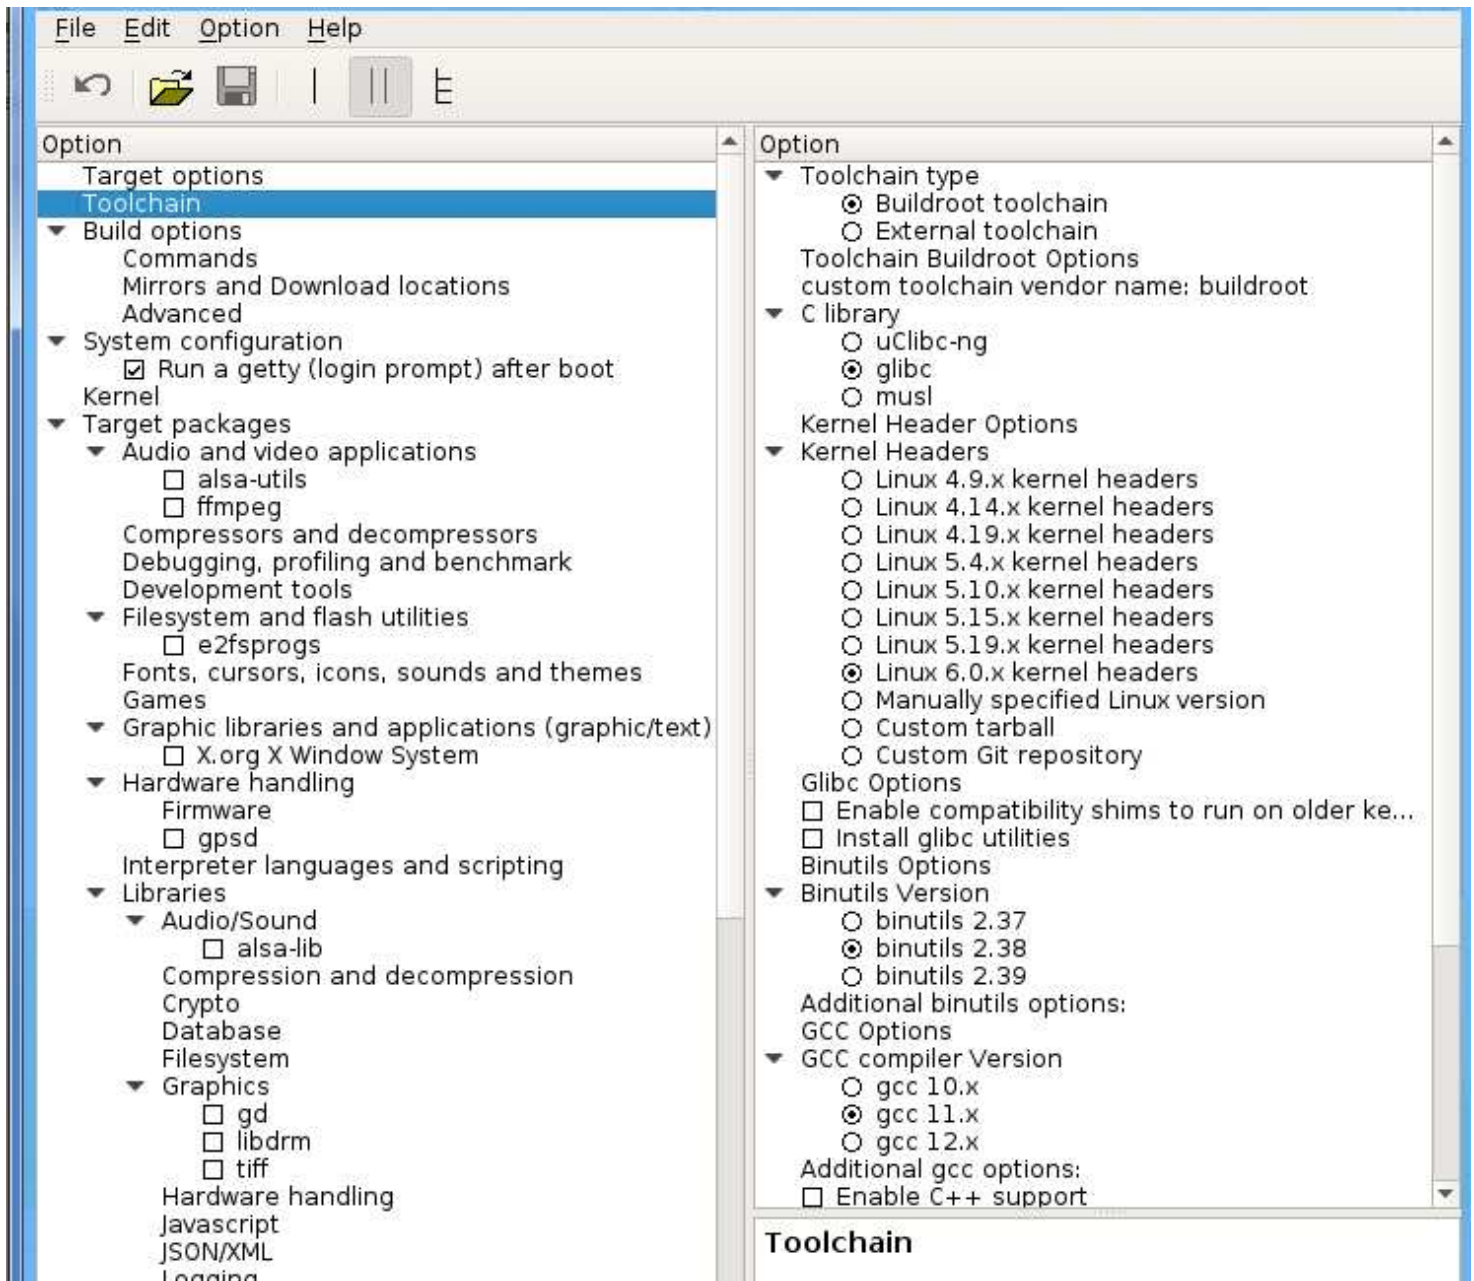 File Edit Option Help
Option
Target options
Toolchain
Build options
Commands
Mirrors and Download locations
Advanced
System configuration
Run a getty (login prompt) after boot
Kernel
Target packages
Audio and video applications
alsa-utils
ffmpeg
Compressors and decompressors
Debugging, profiling and benchmark
Development tools
Filesystem and flash utilities
e2fsprogs
Fonts, cursors, icons, sounds and themes
Games
Graphic libraries and applications (graphic/text)
X.org X Window System
Hardware handling
Firmware
gpsd
Interpreter languages and scripting
Libraries
Audio/Sound
alsa-lib
Compression and decompression
Crypto
Database
Filesystem
Graphics
gd
libdrm
tiff
Hardware handling
Javascript
JSON/XML
Logging
Option
Toolchain type
Buildroot toolchain
External toolchain
Toolchain Buildroot Options
custom toolchain vendor name: buildroot
C library
uClibc-ng
glibc
musl
Kernel Header Options
Kernel Headers
Linux 4.9.x kernel headers
Linux 4.14.x kernel headers
Linux 4.19.x kernel headers
Linux 5.4.x kernel headers
Linux 5.10.x kernel headers
Linux 5.15.x kernel headers
Linux 5.19.x kernel headers
Linux 6.0.x kernel headers
Manually specified Linux version
Custom tarball
Custom Git repository
Glibc Options
Enable compatibility shims to run on older ke...
Install glibc utilities
Binutils Options
Binutils Version
binutils 2.37
binutils 2.38
binutils 2.39
Additional binutils options:
GCC Options
GCC compiler Version
gcc 10.x
gcc 11.x
gcc 12.x
Additional gcc options:
Enable C++ support
Toolchain